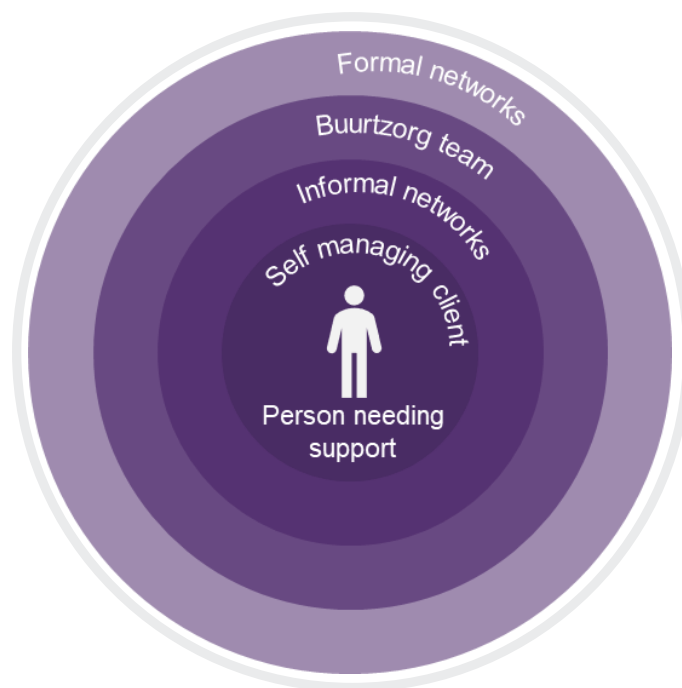 Formal networks
Buurtzorg team
Informal networks
Self managing client
Person needing
support